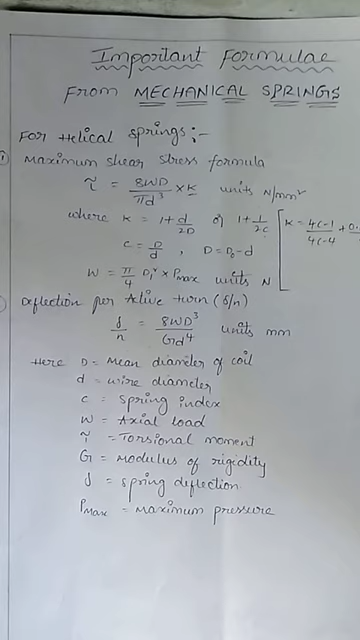 Important Formulae
From MECHANICAL SPRINGS
For Helical Springs:-
① Maximum shear stress formula
τ = 8WD/πd³ × K units N/mm²
where K = 1+d/2D or 1+1/2c [K = 4C-1/4C-4 + 0.
C = D/d , D = D₀-d
W = π/4 D₁² × Pmax units N
Deflection per Active turn (δ/n)
δ/n = 8WD³/Gd⁴ units mm
Here D = Mean diameter of coil
d = wire diameter
c = Spring index
W = Axial load
τ = Torsional moment
G = Modulus of rigidity
δ = spring deflection.
PMax = Maximum pressure